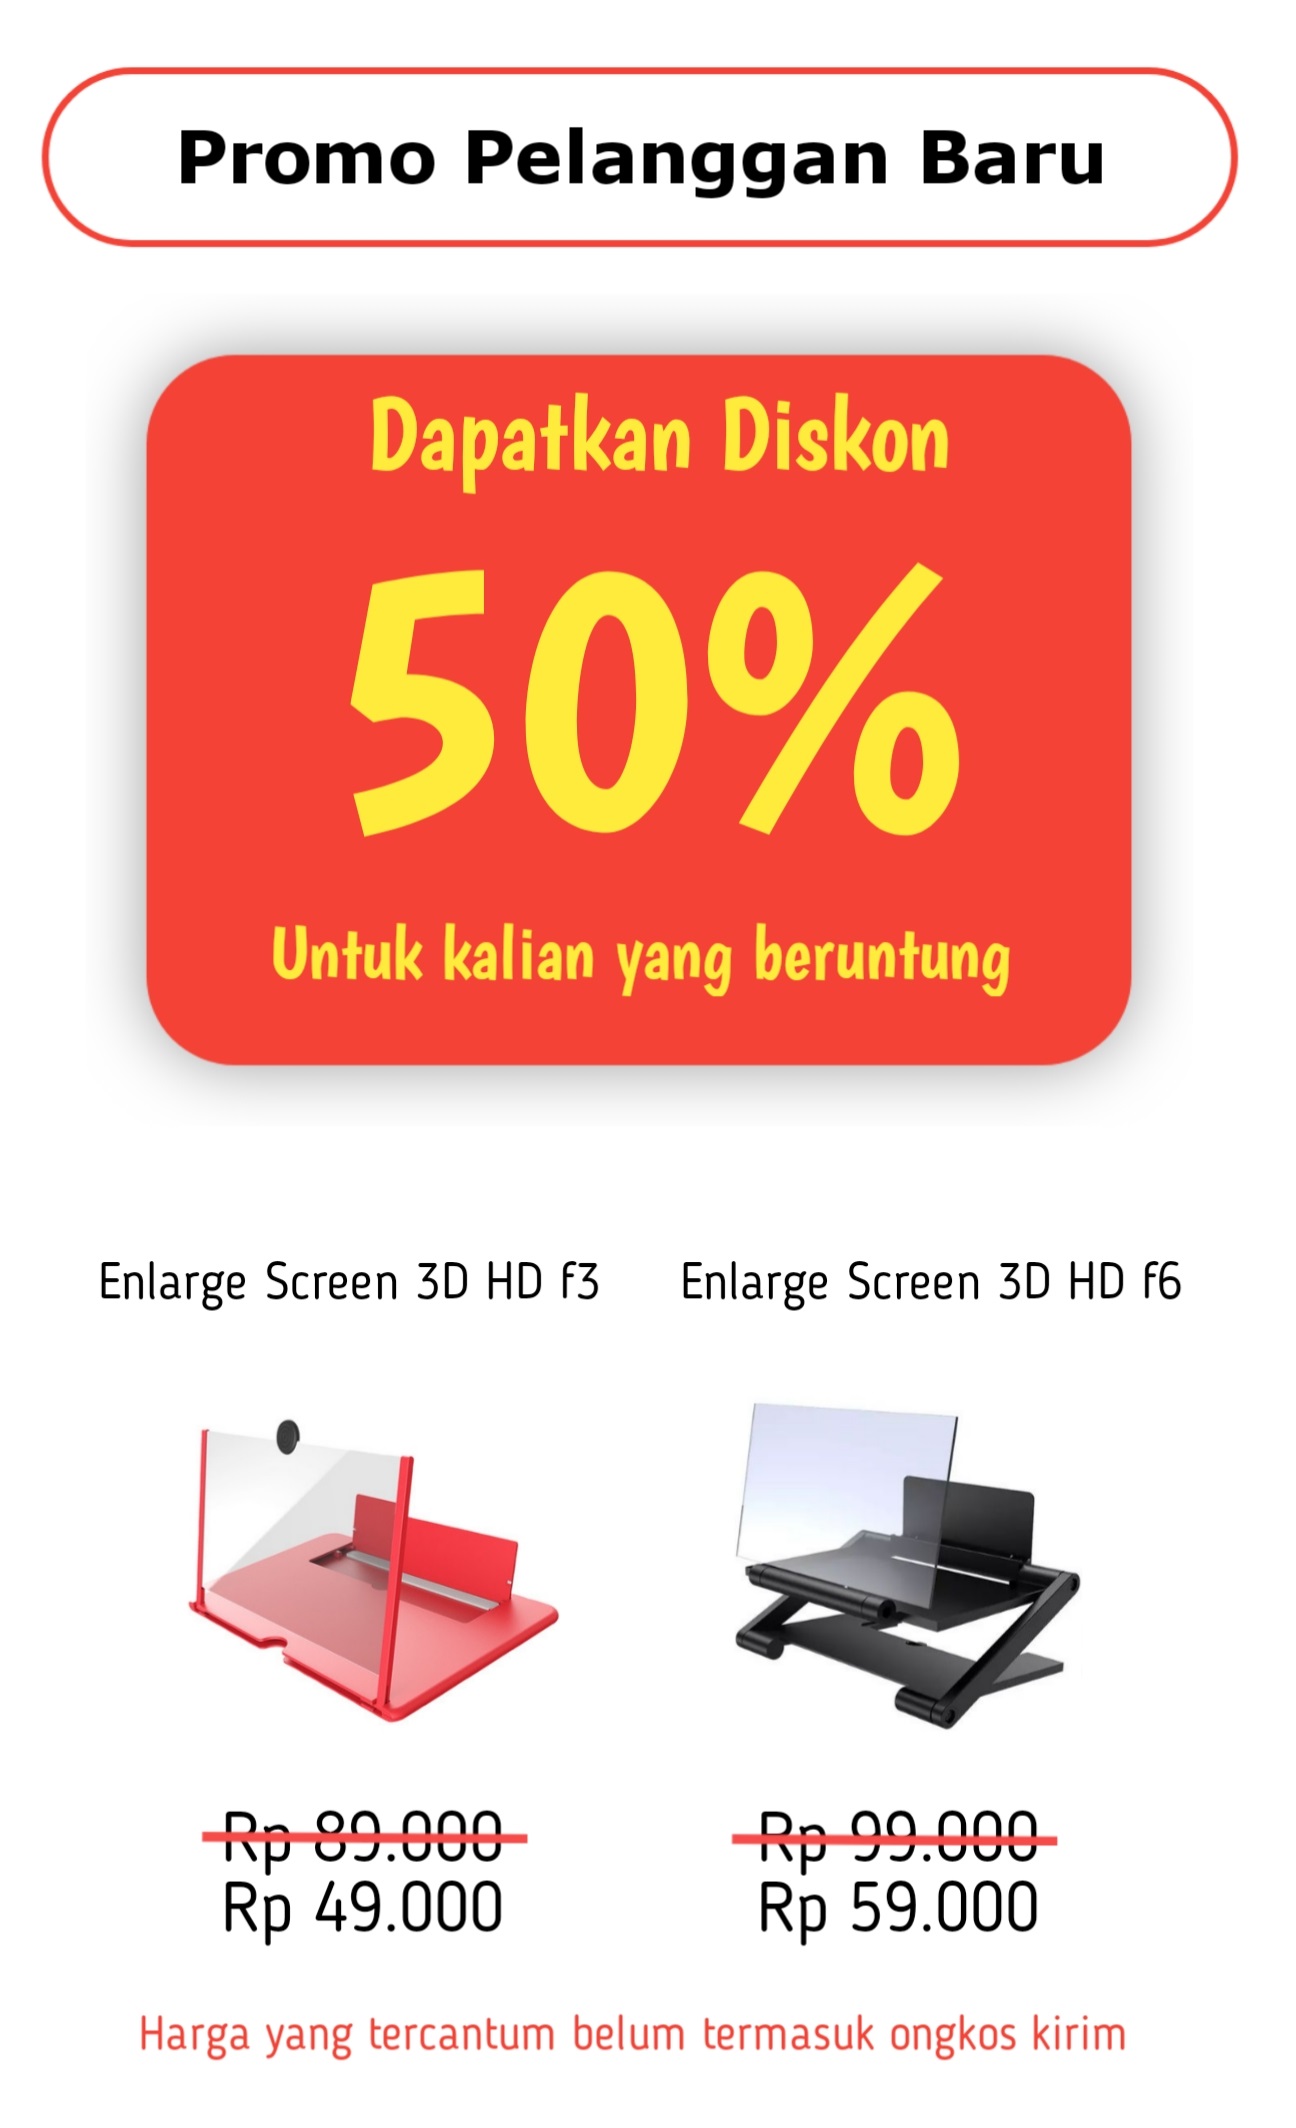 Promo Pelanggan Baru
Dapatkan Diskon
50%
Untuk kalian yang beruntung
Enlarge Screen 3D HD f3
Enlarge Screen 3D HD f6
Rp 89.000
Rp 49.000
Rp 99.000
Rp 59.000
Harga yang tercantum belum termasuk ongkos kirim